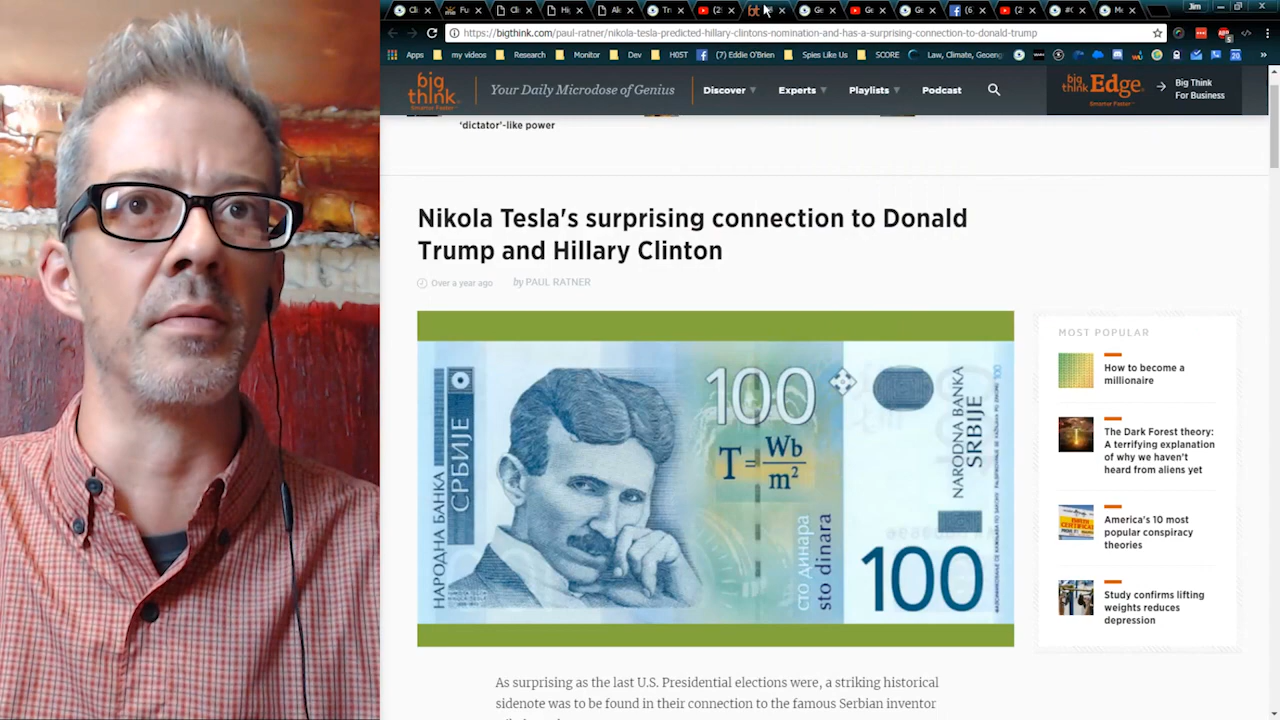 Jim
https://bigthink.com/paul-ratner/nikola-tesla-predicted-hillary-clintons-nomination-and-has-a-surprising-connection-to-donald-trump
Apps my videos Research Monitor Dev H0ST (7) Eddie O'Brien Spies Like Us SCORE Law, Climate, Geoeng
big think
Smarter Faster
Your Daily Microdose of Genius
Discover Experts Playlists Podcast
big think Edge
Smarter Faster
Big Think
For Business
'dictator'-like power
Nikola Tesla's surprising connection to Donald
Trump and Hillary Clinton
Over a year ago by PAUL RATNER
НАРОДНА БАНКА
СРБИЈЕ
100
T = Wb
m²
сто динара
sto dinara
NARODNA BANKA
SRBIJE
100
MOST POPULAR
How to become a
millionaire
The Dark Forest theory:
A terrifying explanation
of why we haven't
heard from aliens yet
America's 10 most
popular conspiracy
theories
Study confirms lifting
weights reduces
depression
As surprising as the last U.S. Presidential elections were, a striking historical
sidenote was to be found in their connection to the famous Serbian inventor